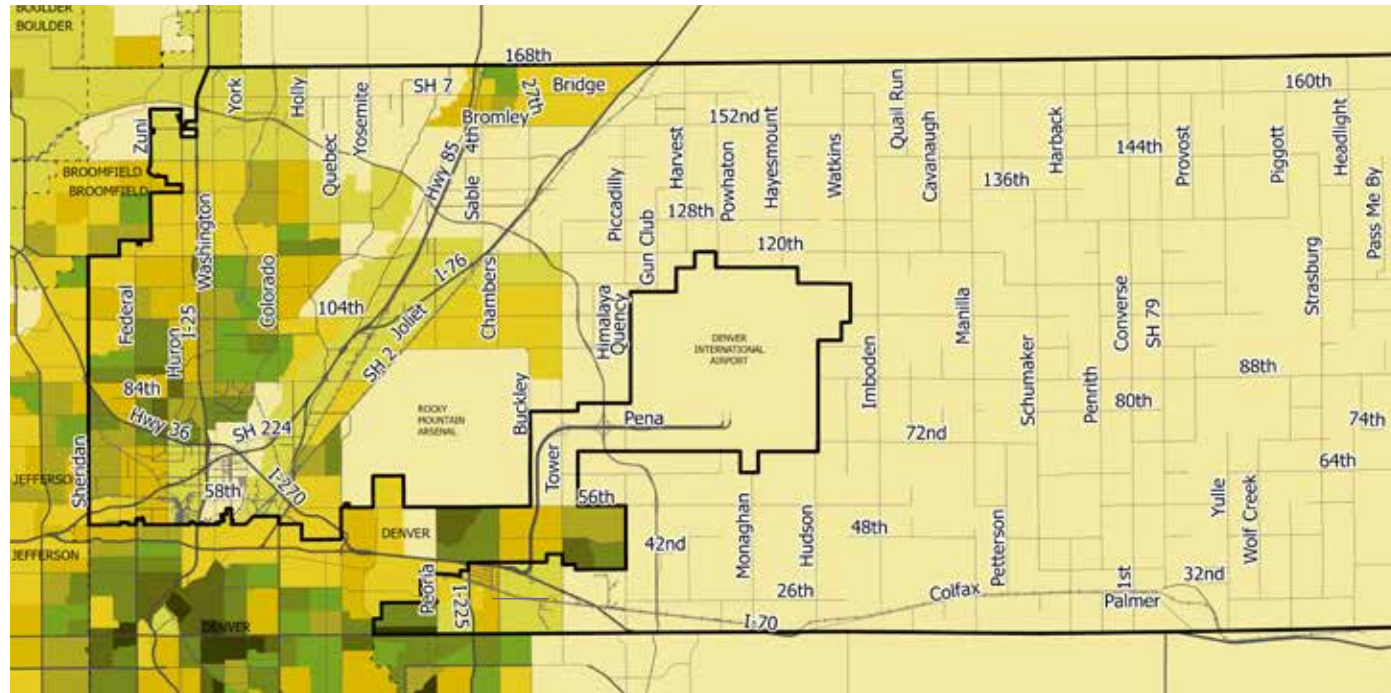 BOULDER
BOULDER
168th
York
Holly
SH 7
27th
Bridge
160th
Quebec
Yosemite
Bromley
4th
152nd
Quail Run
Headlight
Zuni
Hwy 85
Harvest
Hayesmount
Watkins
Cavanaugh
Harback
144th
Provost
Piggott
BROOMFIELD
BROOMFIELD
Sable
Powhaton
136th
Pass Me By
Washington
Piccadilly
128th
Gun Club
120th
Strasburg
Federal
Huron
I-25
Colorado
104th
I-76
Joliet
SH 2
Chambers
Himalaya
Quency
DENVER
INTERNATIONAL
AIRPORT
Manilla
Converse
SH 79
Imboden
Schumaker
Penrith
88th
84th
Hwy 36
ROCKY
MOUNTAIN
ARSENAL
Buckley
Pena
80th
74th
SH 224
72nd
Sheridan
JEFFERSO
I-270
Tower
64th
58th
56th
Yulle
Wolf Creek
DENVER
42nd
Monaghan
Hudson
48th
Petterson
JEFFERSON
Peoria
I-225
26th
Colfax
1st
Palmer
32nd
DENVER
I-70